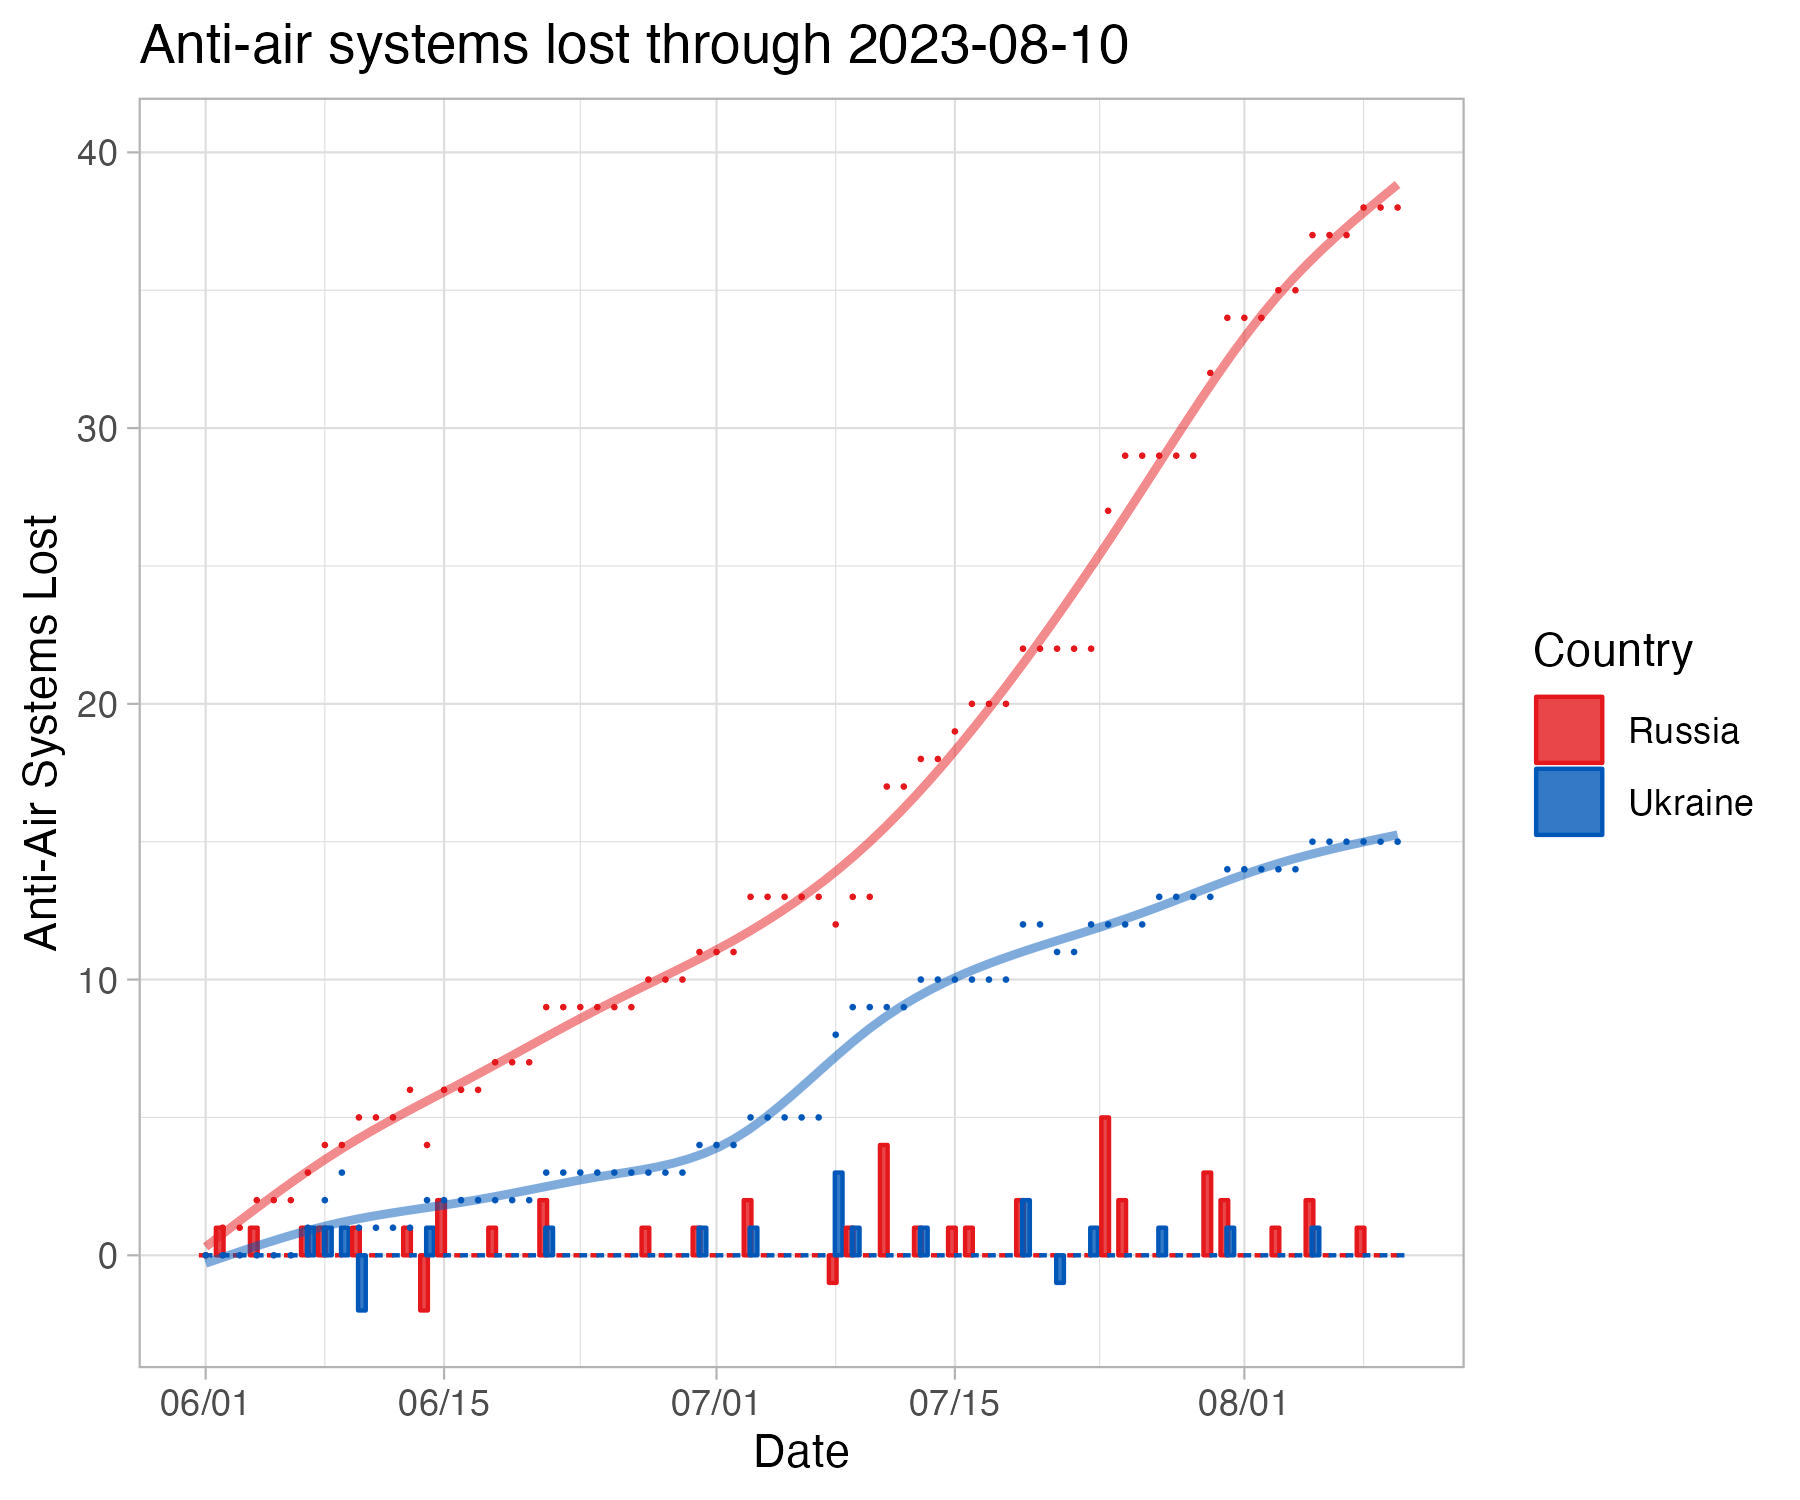 Anti-air systems lost through 2023-08-10
Anti-Air Systems Lost
40
30
20
10
0
06/01
06/15
07/01
07/15
08/01
Date
Country
Russia
Ukraine